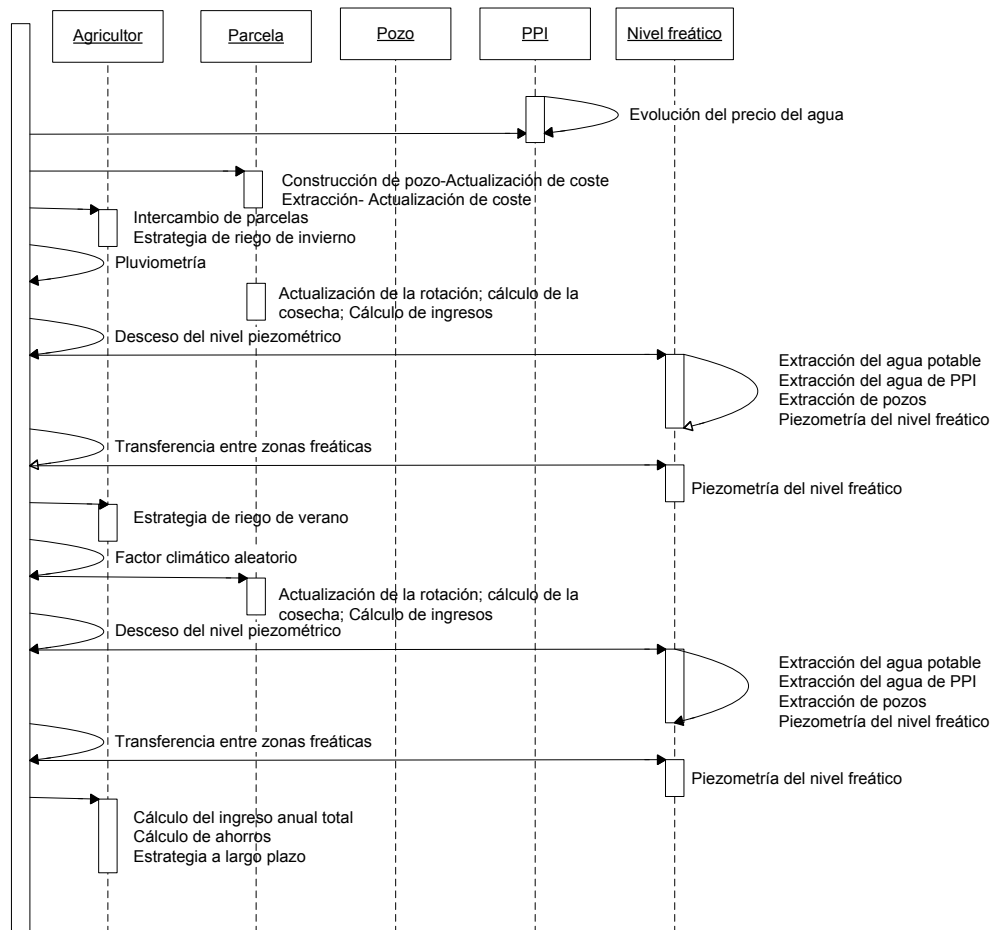 Agricultor
Parcela
Pozo
PPI
Nivel freático
Evolución del precio del agua
Construcción de pozo-Actualización de coste
Extracción- Actualización de coste
Intercambio de parcelas
Estrategia de riego de invierno
Pluviometría
Actualización de la rotación; cálculo de la
cosecha; Cálculo de ingresos
Desceso del nivel piezométrico
Extracción del agua potable
Extracción del agua de PPI
Extracción de pozos
Piezometría del nivel freático
Transferencia entre zonas freáticas
Piezometría del nivel freático
Estrategia de riego de verano
Factor climático aleatorio
Actualización de la rotación; cálculo de la
cosecha; Cálculo de ingresos
Desceso del nivel piezométrico
Extracción del agua potable
Extracción del agua de PPI
Extracción de pozos
Piezometría del nivel freático
Transferencia entre zonas freáticas
Piezometría del nivel freático
Cálculo del ingreso anual total
Cálculo de ahorros
Estrategia a largo plazo